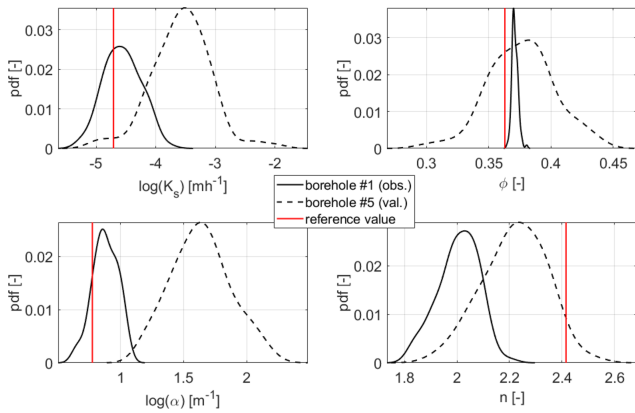 0.03
0.02
0.01
0
pdf [-]
-5
-4
-3
-2
log(K_s) [mh^-1]
0.03
0.02
0.01
0
pdf [-]
0.3
0.35
0.4
0.45
ϕ [-]
borehole #1 (obs.)
borehole #5 (val.)
reference value
0.02
0.01
0
pdf [-]
1
1.5
2
log(α) [m^-1]
0.02
0.01
0
pdf [-]
1.8
2
2.2
2.4
2.6
n [-]